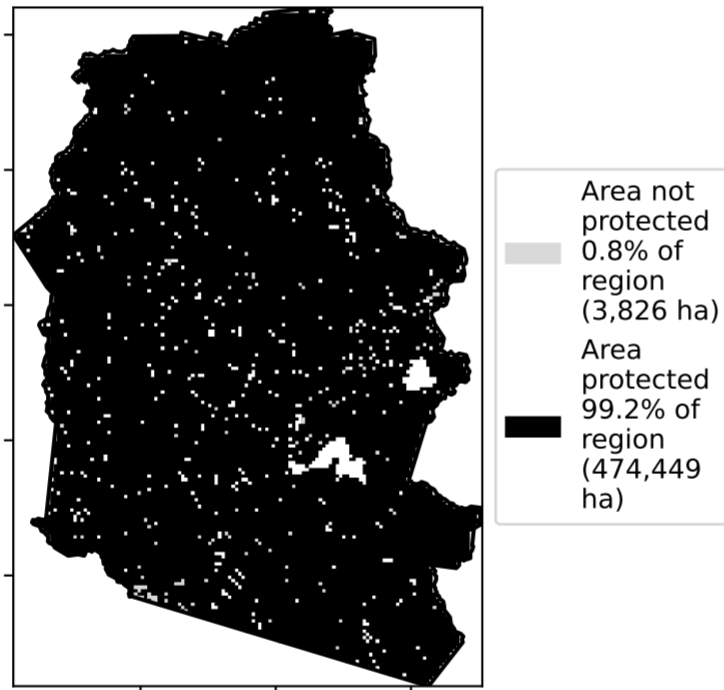 Area not
protected
0.8% of
region
(3,826 ha)
Area
protected
99.2% of
region
(474,449
ha)